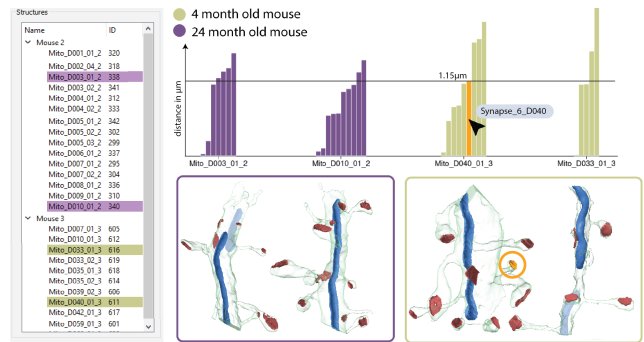 Structures
Name ID
Mouse 2
Mito_D001_01_2 320
Mito_D002_04_2 318
Mito_D003_01_2 338
Mito_D003_02_2 341
Mito_D004_01_2 312
Mito_D004_02_2 333
Mito_D005_01_2 342
Mito_D005_02_2 302
Mito_D005_03_2 299
Mito_D006_01_2 337
Mito_D007_01_2 295
Mito_D007_02_2 304
Mito_D008_01_2 336
Mito_D009_01_2 310
Mito_D010_01_2 340
Mouse 3
Mito_D007_01_3 605
Mito_D010_01_3 612
Mito_D033_01_3 616
Mito_D033_02_3 619
Mito_D035_01_3 618
Mito_D035_02_3 614
Mito_D039_02_3 606
Mito_D040_01_3 611
Mito_D042_01_3 617
Mito_D059_01_3 601
4 month old mouse
24 month old mouse
distance in µm
1.15µm
Synapse_6_D040
Mito_D033_01_2 Mito_D010_01_2 Mito_D040_01_3 Mito_D033_01_3